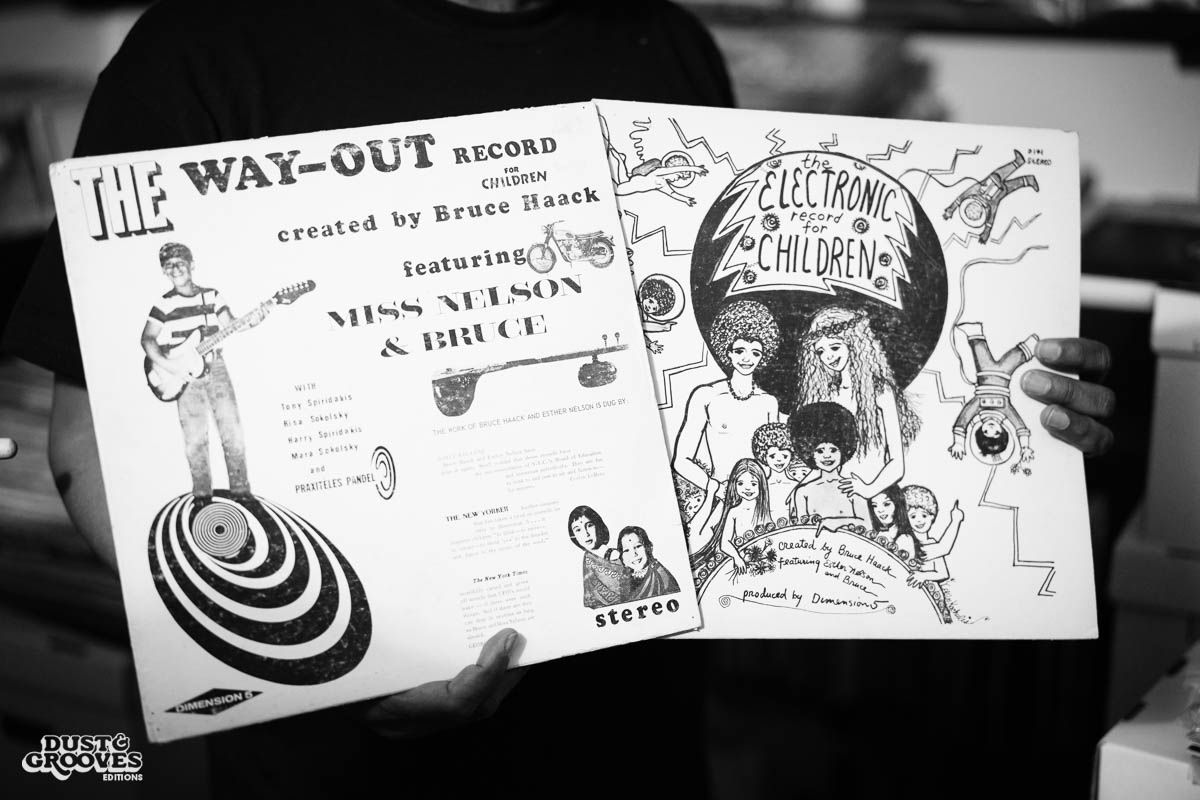 THE WAY-OUT RECORD
FOR
CHILDREN
created by Bruce Haack
featuring
MISS NELSON
& BRUCE
WITH
Tony Spiridakis
Risa Sokolsky
Harry Spiridakis
Mara Sokolsky
and
PRAXITELES PANDEL
THE WORK OF BRUCE HAACK AND ESTHER NELSON IS DUG BY:
THE NEW YORKER
The New York Times
stereo
DIMENSION 5
the
ELECTRONIC
record
for
CHILDREN
STEREO
created by Bruce Haack
featuring Esther Nelson
and Bruce
produced by Dimension 5
DUST &
GROOVES
EDITIONS